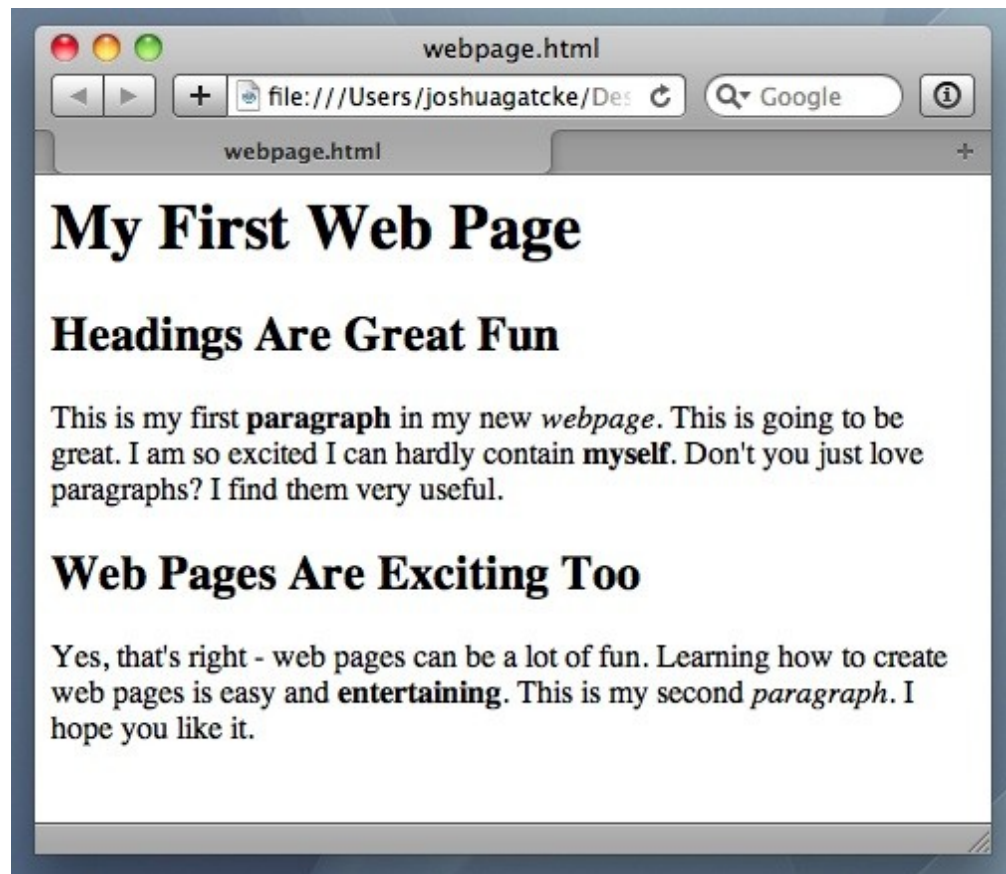 webpage.html
file:///Users/joshuagatcke/Des
Google
webpage.html
My First Web Page
Headings Are Great Fun
This is my first paragraph in my new webpage. This is going to be
great. I am so excited I can hardly contain myself. Don't you just love
paragraphs? I find them very useful.
Web Pages Are Exciting Too
Yes, that's right - web pages can be a lot of fun. Learning how to create
web pages is easy and entertaining. This is my second paragraph. I
hope you like it.